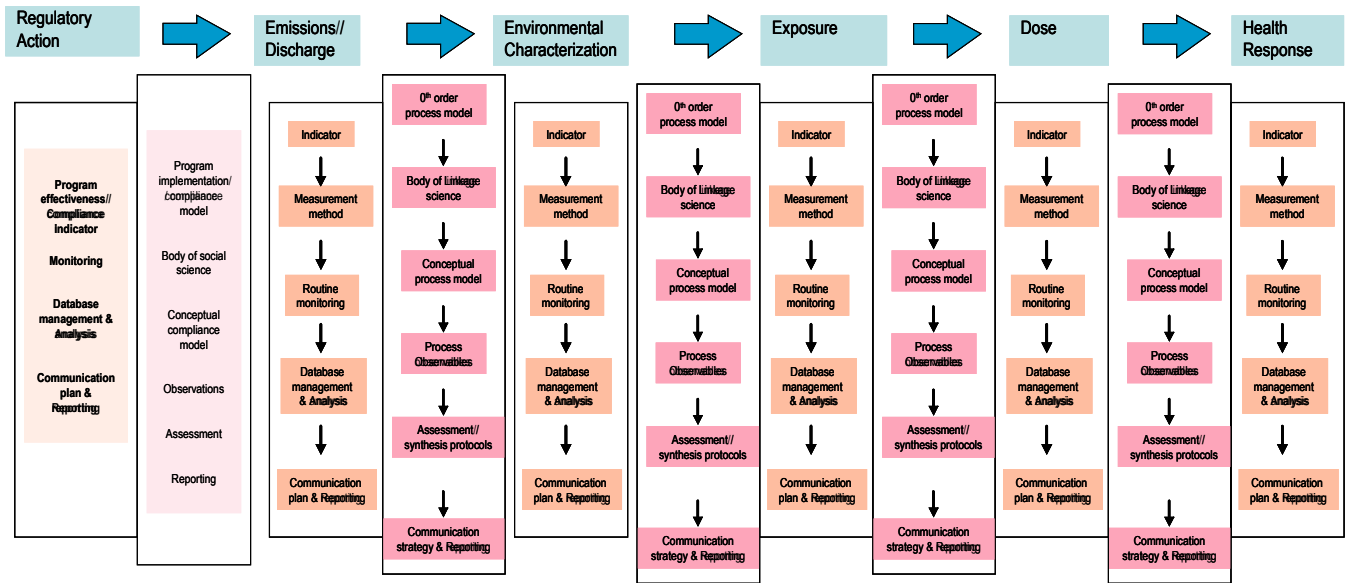 Regulatory
Action
Emissions//
Discharge
Environmental
Characterization
Exposure
Dose
Health
Response
Program
effectiveness//
Compliance
Indicator
Monitoring
Database
management &
Analysis
Communication
plan &
Reporting
Program
implementation/
/compliance
model
Body of social
science
Conceptual
compliance
model
Observations
Assessment
Reporting
Indicator
Measurement
method
Routine
monitoring
Database
management
& Analysis
Communication
plan & Reporting
0th order
process model
Body of Linkage
science
Conceptual
process model
Process
Observables
Assessment//
synthesis protocols
Communication
strategy & Reporting
Indicator
Measurement
method
Routine
monitoring
Database
management
& Analysis
Communication
plan & Reporting
0th order
process model
Body of Linkage
science
Conceptual
process model
Process
Observables
Assessment//
synthesis protocols
Communication
strategy & Reporting
Indicator
Measurement
method
Routine
monitoring
Database
management
& Analysis
Communication
plan & Reporting
0th order
process model
Body of Linkage
science
Conceptual
process model
Process
Observables
Assessment//
synthesis protocols
Communication
strategy & Reporting
Indicator
Measurement
method
Routine
monitoring
Database
management
& Analysis
Communication
plan & Reporting
0th order
process model
Body of Linkage
science
Conceptual
process model
Process
Observables
Assessment//
synthesis protocols
Communication
strategy & Reporting
Indicator
Measurement
method
Routine
monitoring
Database
management
& Analysis
Communication
plan & Reporting